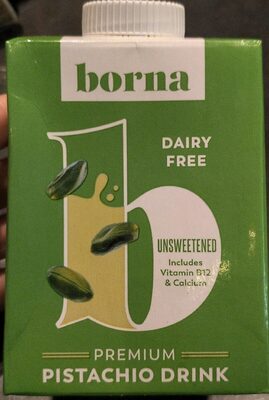 borna
DAIRY
FREE
b
UNSWEETENED
Includes
Vitamin B12
& Calcium
PREMIUM
PISTACHIO DRINK